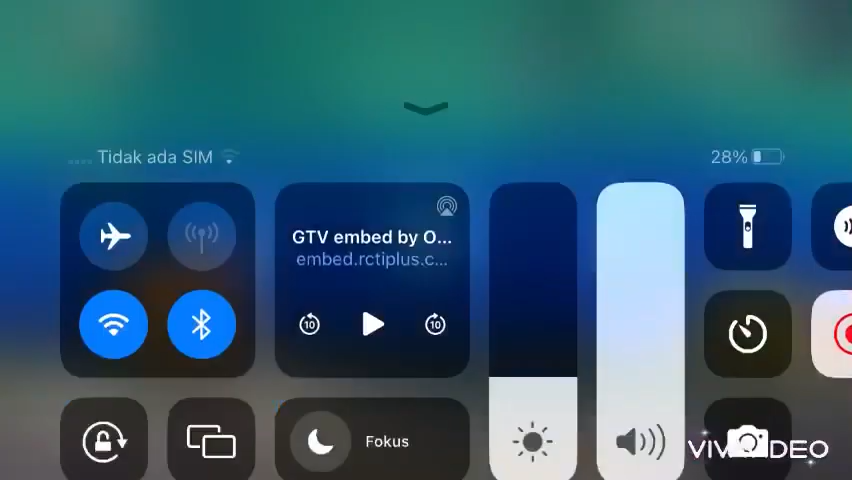 Tidak ada SIM
28%
GTV embed by O...
embed.rctiplus.c...
10
10
Fokus
VIVAVIDEO